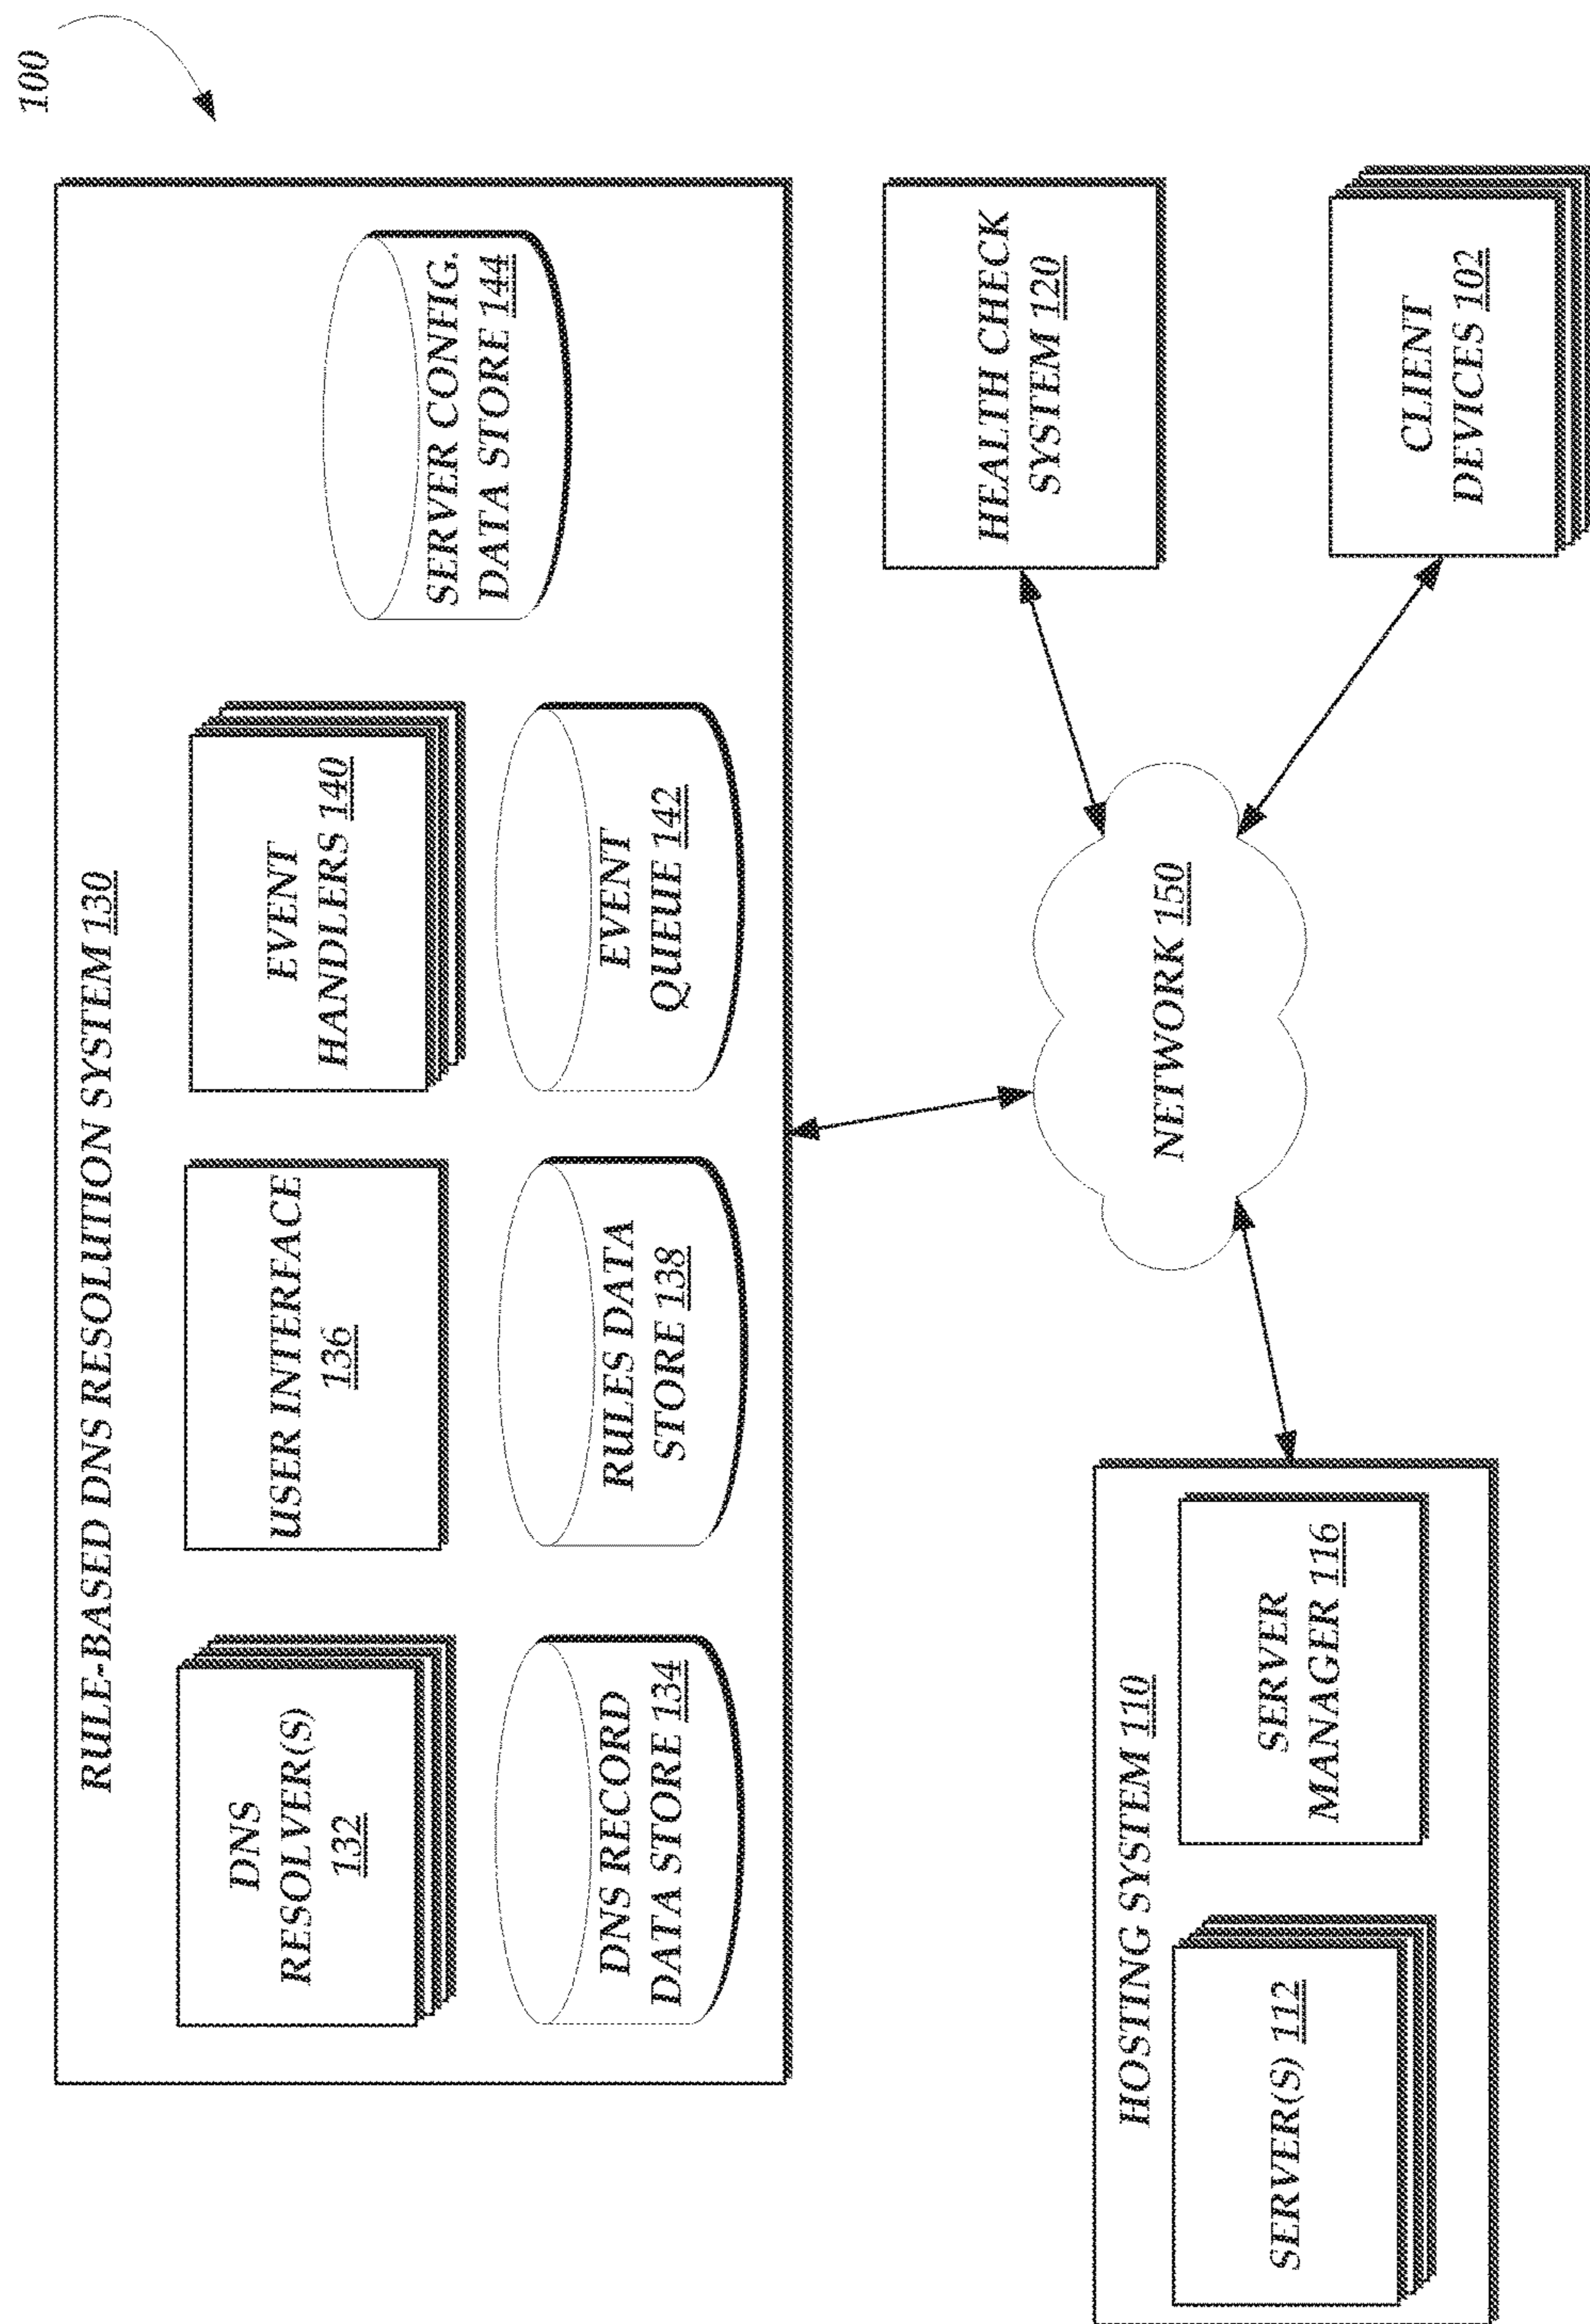 100
RULE-BASED DNS RESOLUTION SYSTEM 130
DNS
RESOLVER(S)
132
USER INTERFACE
136
EVENT
HANDLERS 140
SERVER CONFIG.
DATA STORE 144
DNS RECORD
DATA STORE 134
RULES DATA
STORE 138
EVENT
QUEUE 142
HEALTH CHECK
SYSTEM 120
NETWORK 150
HOSTING SYSTEM 110
SERVER(S) 112
SERVER
MANAGER 116
CLIENT
DEVICES 102